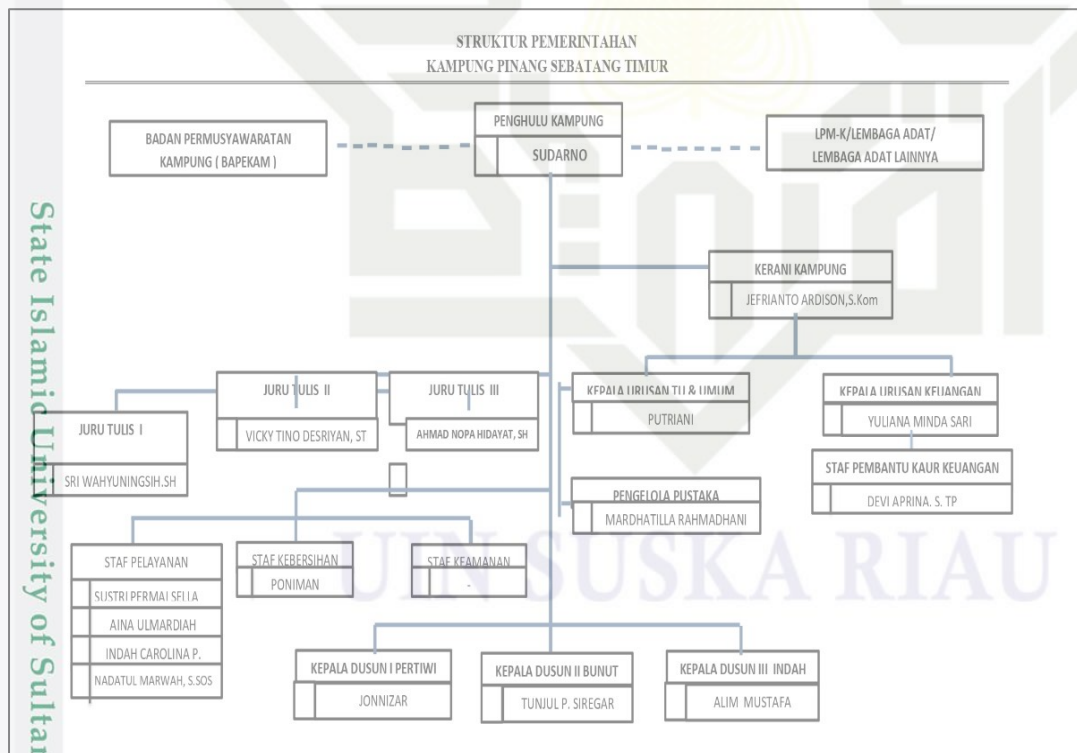 STRUKTUR PEMERINTAHAN
KAMPUNG PINANG SEBATANG TIMUR
BADAN PERMUSYAWARATAN
KAMPUNG ( BAPEKAM )
PENGHULU KAMPUNG
SUDARNO
LPM-K/LEMBAGA ADAT/
LEMBAGA ADAT LAINNYA
KERANI KAMPUNG
JEFRIANTO ARDISON,S.Kom
JURU TULIS I
SRI WAHYUNINGSIH.SH
JURU TULIS II
VICKY TINO DESRIYAN, ST
JURU TULIS III
AHMAD NOPA HIDAYAT, SH
KEPALA URUSAN TU & UMUM
PUTRIANI
KEPALA URUSAN KEUANGAN
YULIANA MINDA SARI
STAF PEMBANTU KAUR KEUANGAN
DEVI APRINA. S. TP
PENGELOLA PUSTAKA
MARDHATILLA RAHMADHANI
STAF PELAYANAN
SUSTRI PERMAI SELLA
AINA ULMARDIAH
INDAH CAROLINA P.
NADATUL MARWAH, S.SOS
STAF KEBERSIHAN
PONIMAN
STAF KEAMANAN
-
KEPALA DUSUN I PERTIWI
JONNIZAR
KEPALA DUSUN II BUNUT
TUNJUL P. SIREGAR
KEPALA DUSUN III INDAH
ALIM MUSTAFA
UIN SUSKA RIAU
State Islamic University of Sultan